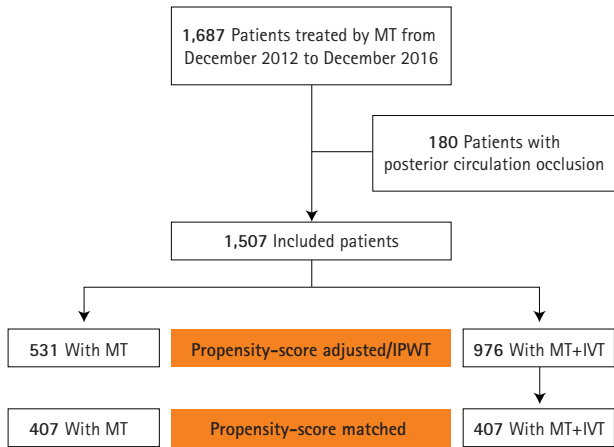 1,687 Patients treated by MT from
December 2012 to December 2016
180 Patients with
posterior circulation occlusion
1,507 Included patients
531 With MT
Propensity-score adjusted/IPWT
976 With MT+IVT
407 With MT
Propensity-score matched
407 With MT+IVT